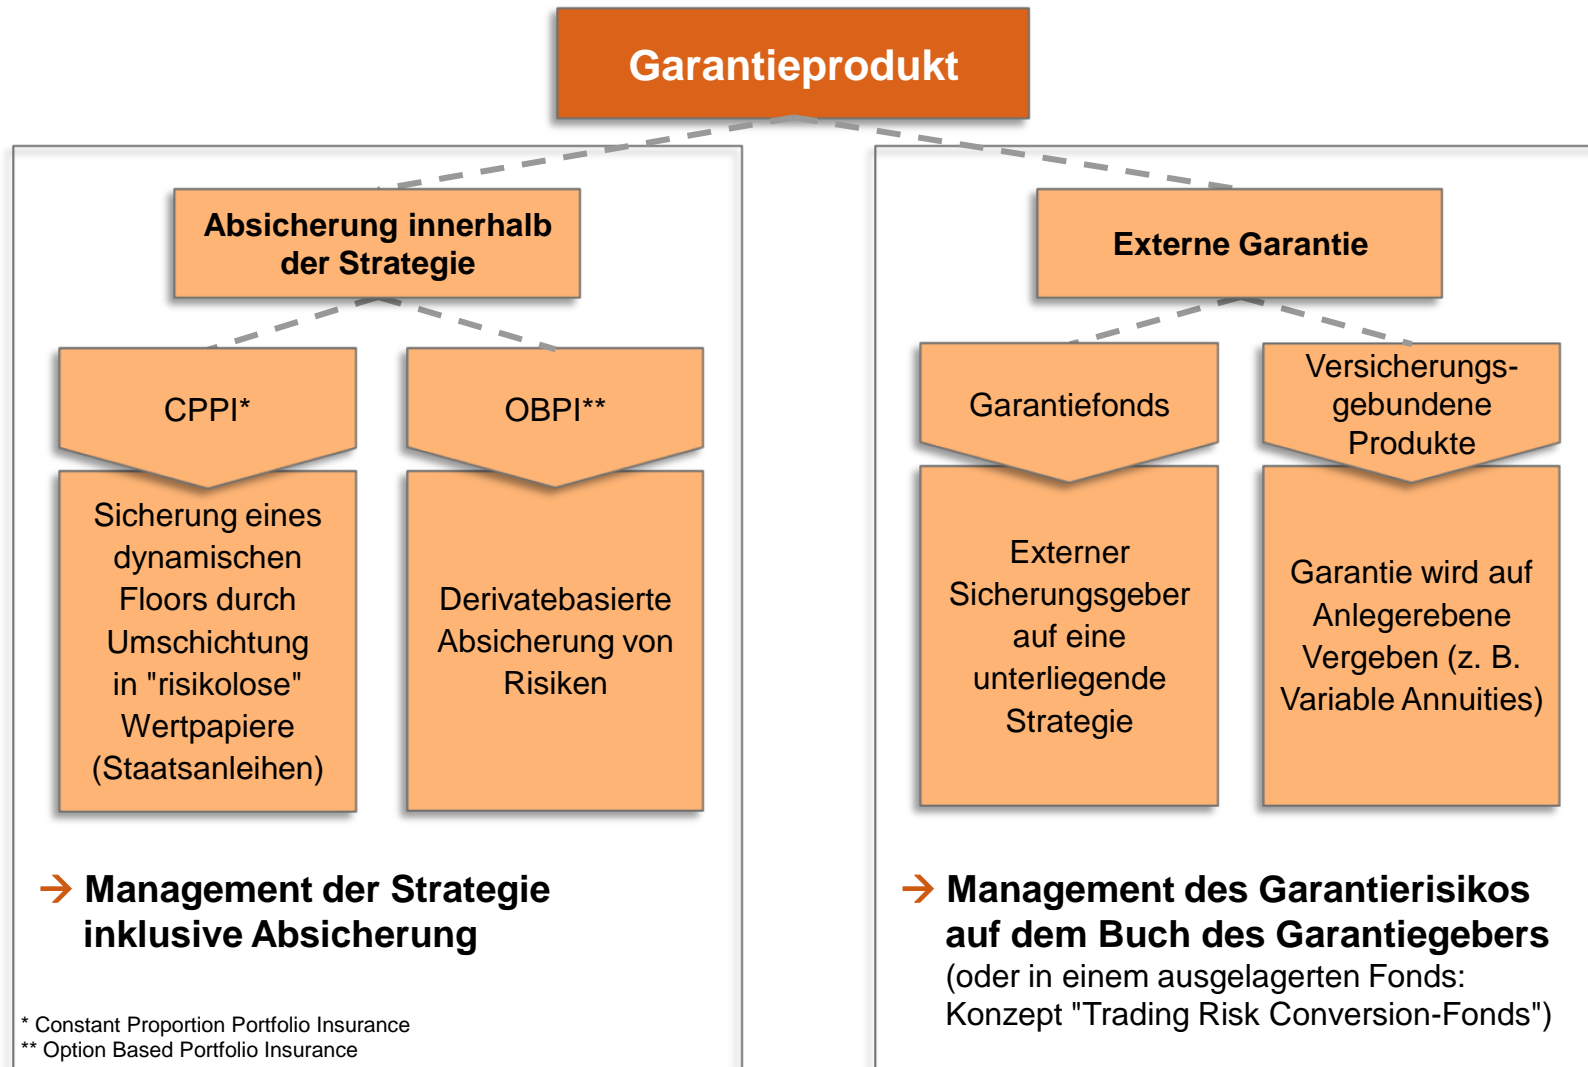 Garantieprodukt
Absicherung innerhalb
der Strategie
CPPI*
Sicherung eines
dynamischen
Floors durch
Umschichtung
in "risikolose"
Wertpapiere
(Staatsanleihen)
OBPI**
Derivatebasierte
Absicherung von
Risiken
→ Management der Strategie
inklusive Absicherung
* Constant Proportion Portfolio Insurance
** Option Based Portfolio Insurance
Externe Garantie
Garantiefonds
Externer
Sicherungsgeber
auf eine
unterliegende
Strategie
Versicherungs-
gebundene
Produkte
Garantie wird auf
Anlegerebene
Vergeben (z. B.
Variable Annuities)
→ Management des Garantierisikos
auf dem Buch des Garantiegebers
(oder in einem ausgelagerten Fonds:
Konzept "Trading Risk Conversion-Fonds")